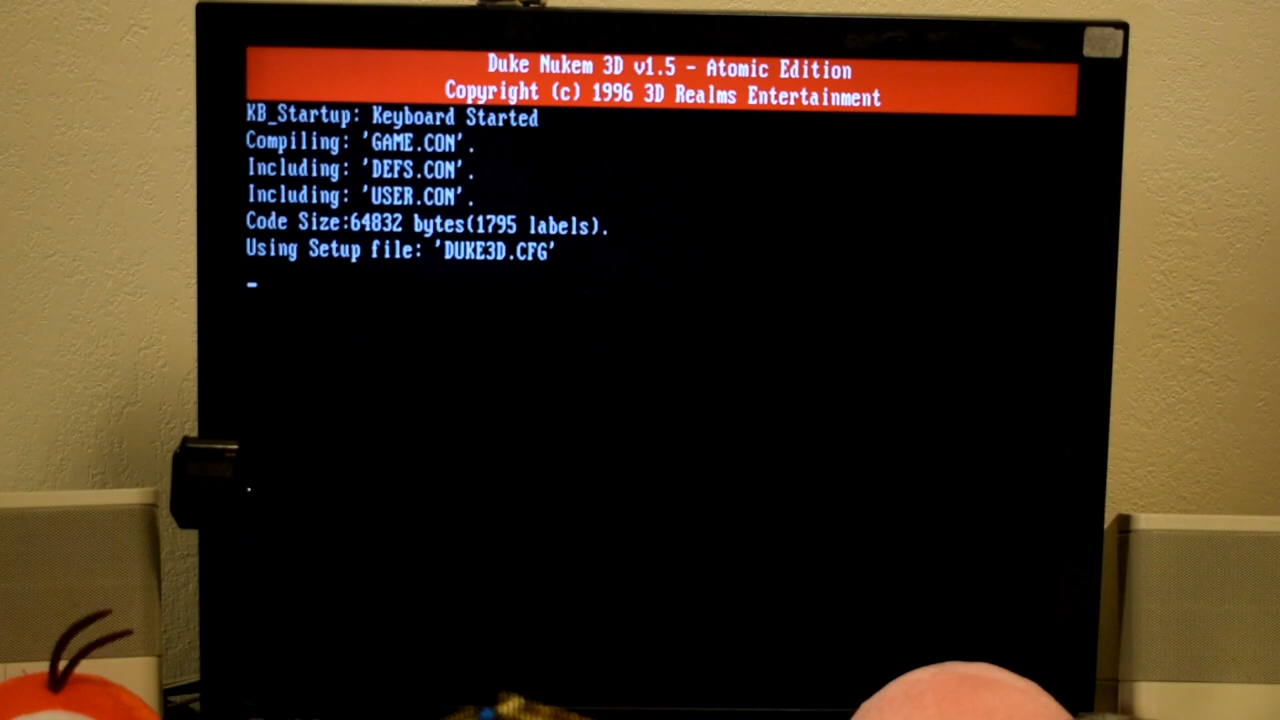 Duke Nukem 3D v1.5 - Atomic Edition
Copyright (c) 1996 3D Realms Entertainment
KB_Startup: Keyboard Started
Compiling: 'GAME.CON'.
Including: 'DEFS.CON'.
Including: 'USER.CON'.
Code Size:64832 bytes(1795 labels).
Using Setup file: 'DUKE3D.CFG'